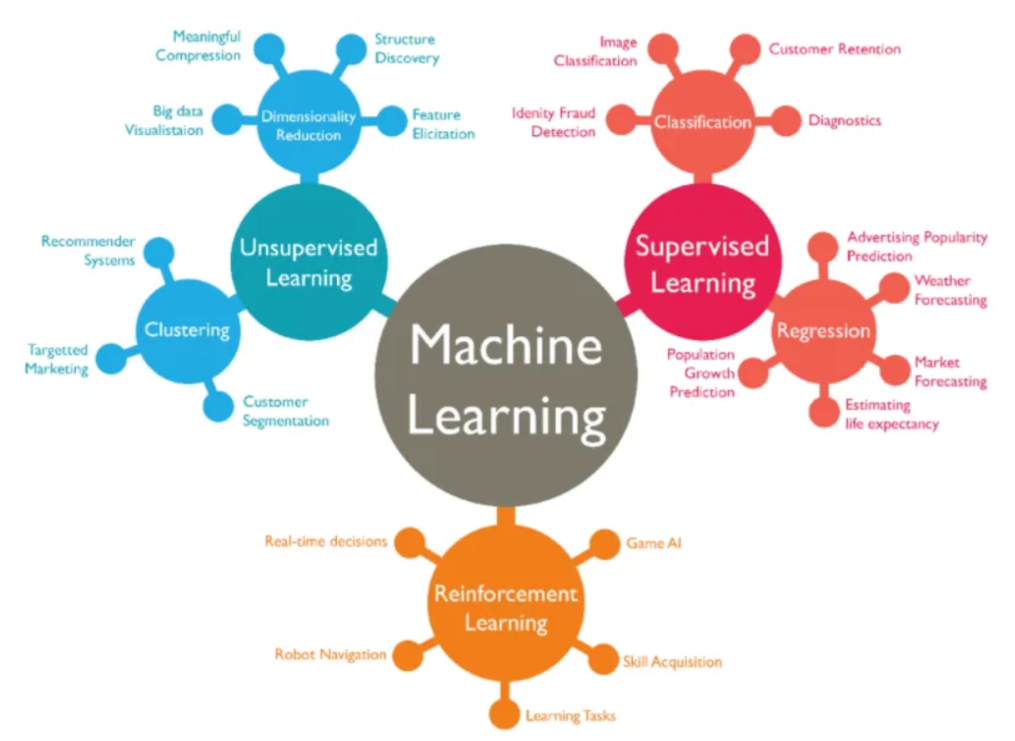 Meaningful
Compression
Structure
Discovery
Big data
Visualistaion
Dimensionality
Reduction
Feature
Elicitation
Image
Classification
Customer Retention
Idenity Fraud
Detection
Classification
Diagnostics
Recommender
Systems
Unsupervised
Learning
Clustering
Targetted
Marketing
Customer
Segmentation
Machine
Learning
Supervised
Learning
Advertising Popularity
Prediction
Weather
Forecasting
Regression
Population
Growth
Prediction
Market
Forecasting
Estimating
life expectancy
Real-time decisions
Game AI
Reinforcement
Learning
Robot Navigation
Skill Acquisition
Learning Tasks